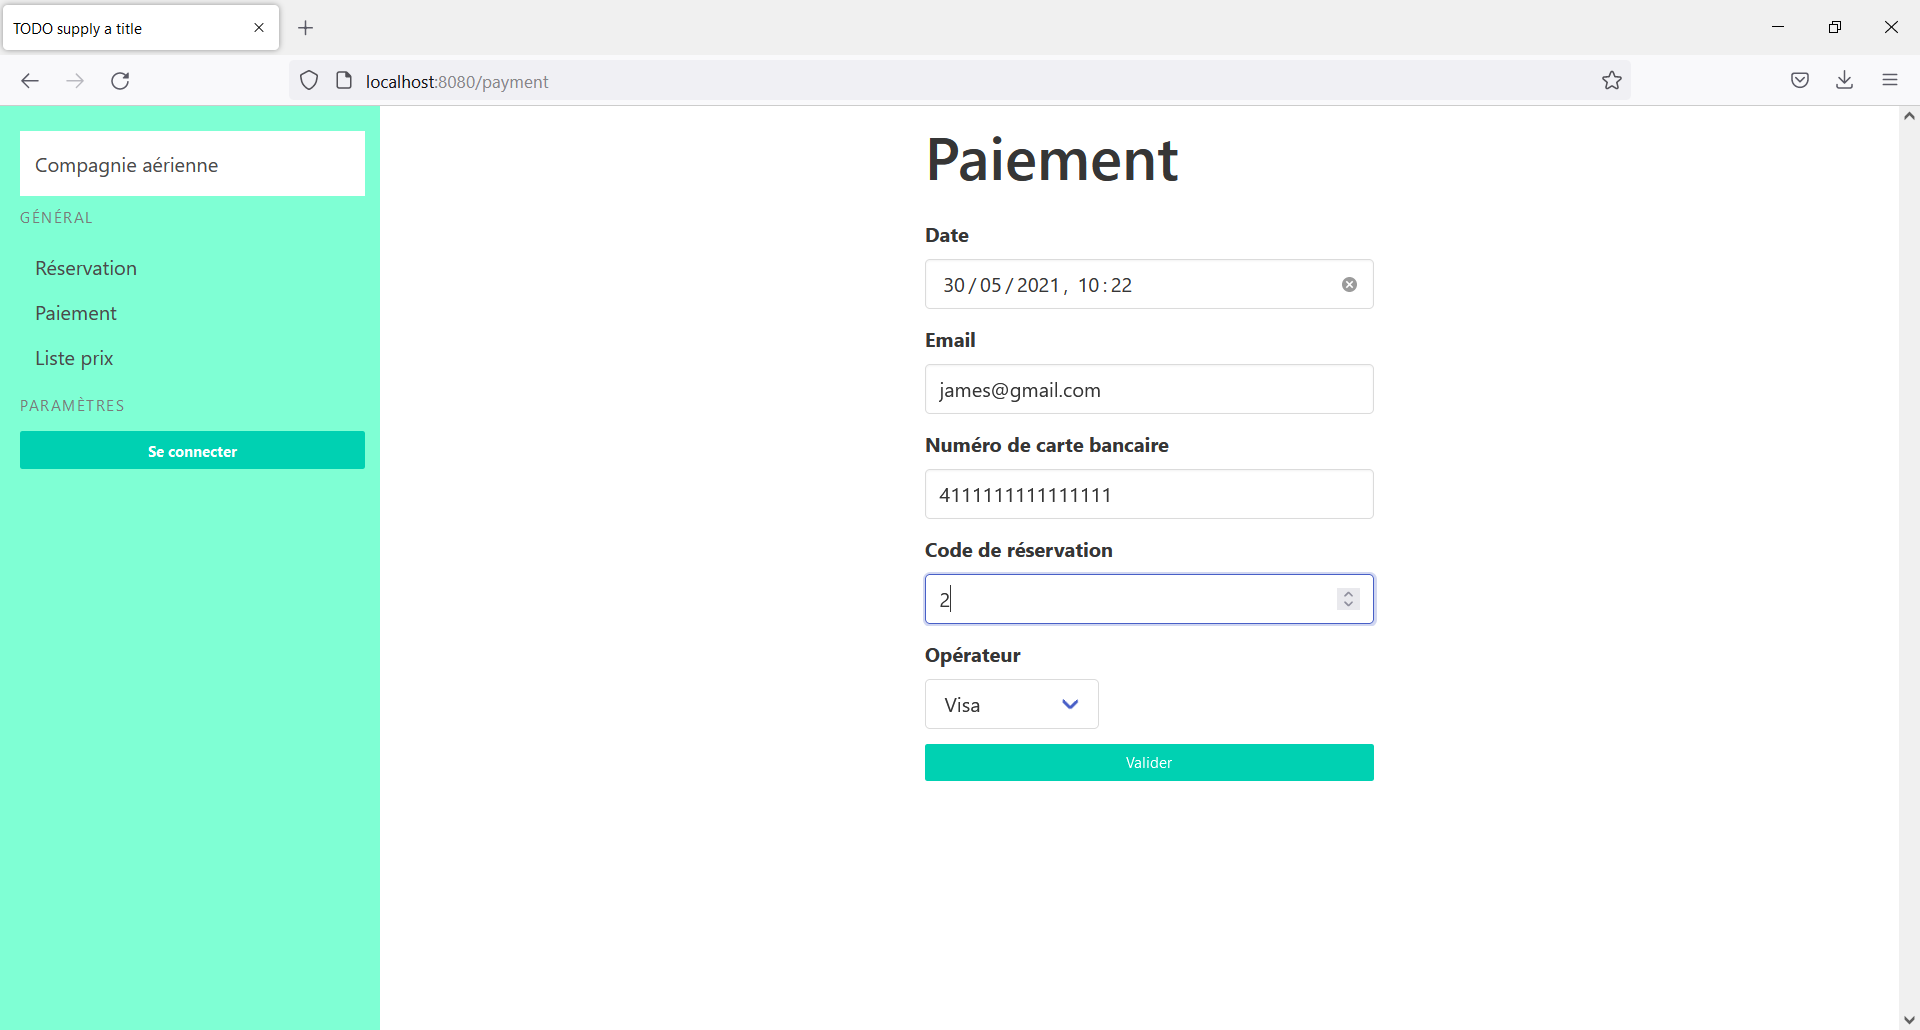 TODO supply a title
localhost:8080/payment
Compagnie aérienne
GÉNÉRAL
Réservation
Paiement
Liste prix
PARAMÈTRES
Se connecter
Paiement
Date
30/05/2021, 10:22
Email
james@gmail.com
Numéro de carte bancaire
4111111111111111
Code de réservation
2
Opérateur
Visa
Valider